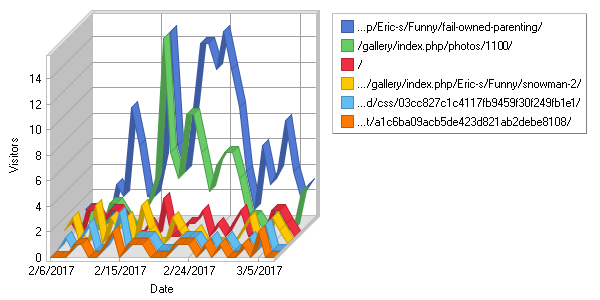 ...p/Eric-s/Funny/fail-owned-parenting/
/gallery/index.php/photos/1100/
/
.../gallery/index.php/Eric-s/Funny/snowman-2/
...d/css/03cc827c1c4117fb9459f30f249fb1e1/
...t/a1c6ba09acb5de423d821ab2debe8108/
14
12
10
8
6
4
2
0
Visitors
2/6/2017 2/15/2017 2/24/2017 3/5/2017
Date